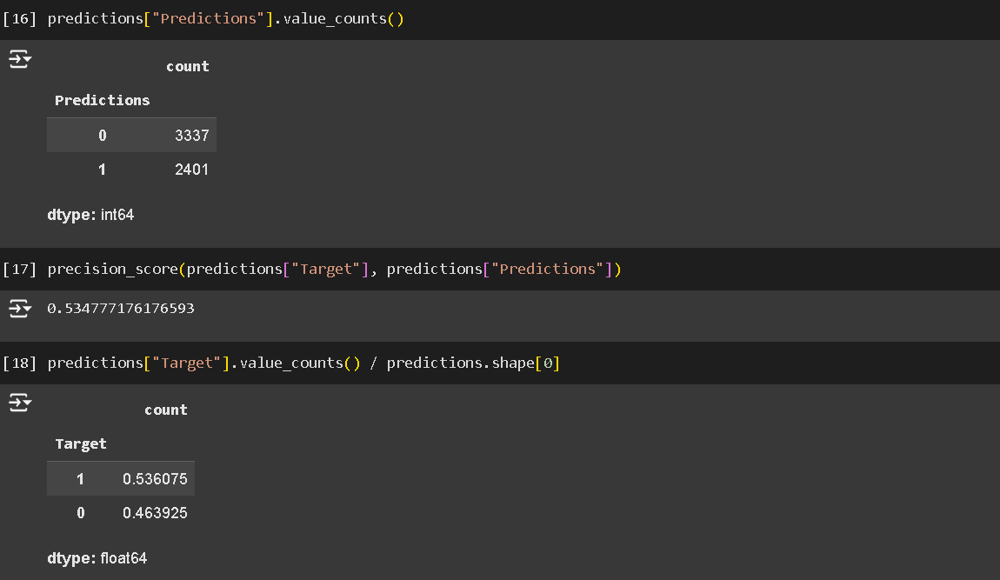 [16] predictions["Predictions"].value_counts()
count
Predictions
0 3337
1 2401
dtype: int64
[17] precision_score(predictions["Target"], predictions["Predictions"])
0.534777176176593
[18] predictions["Target"].value_counts() / predictions.shape[0]
count
Target
1 0.536075
0 0.463925
dtype: float64